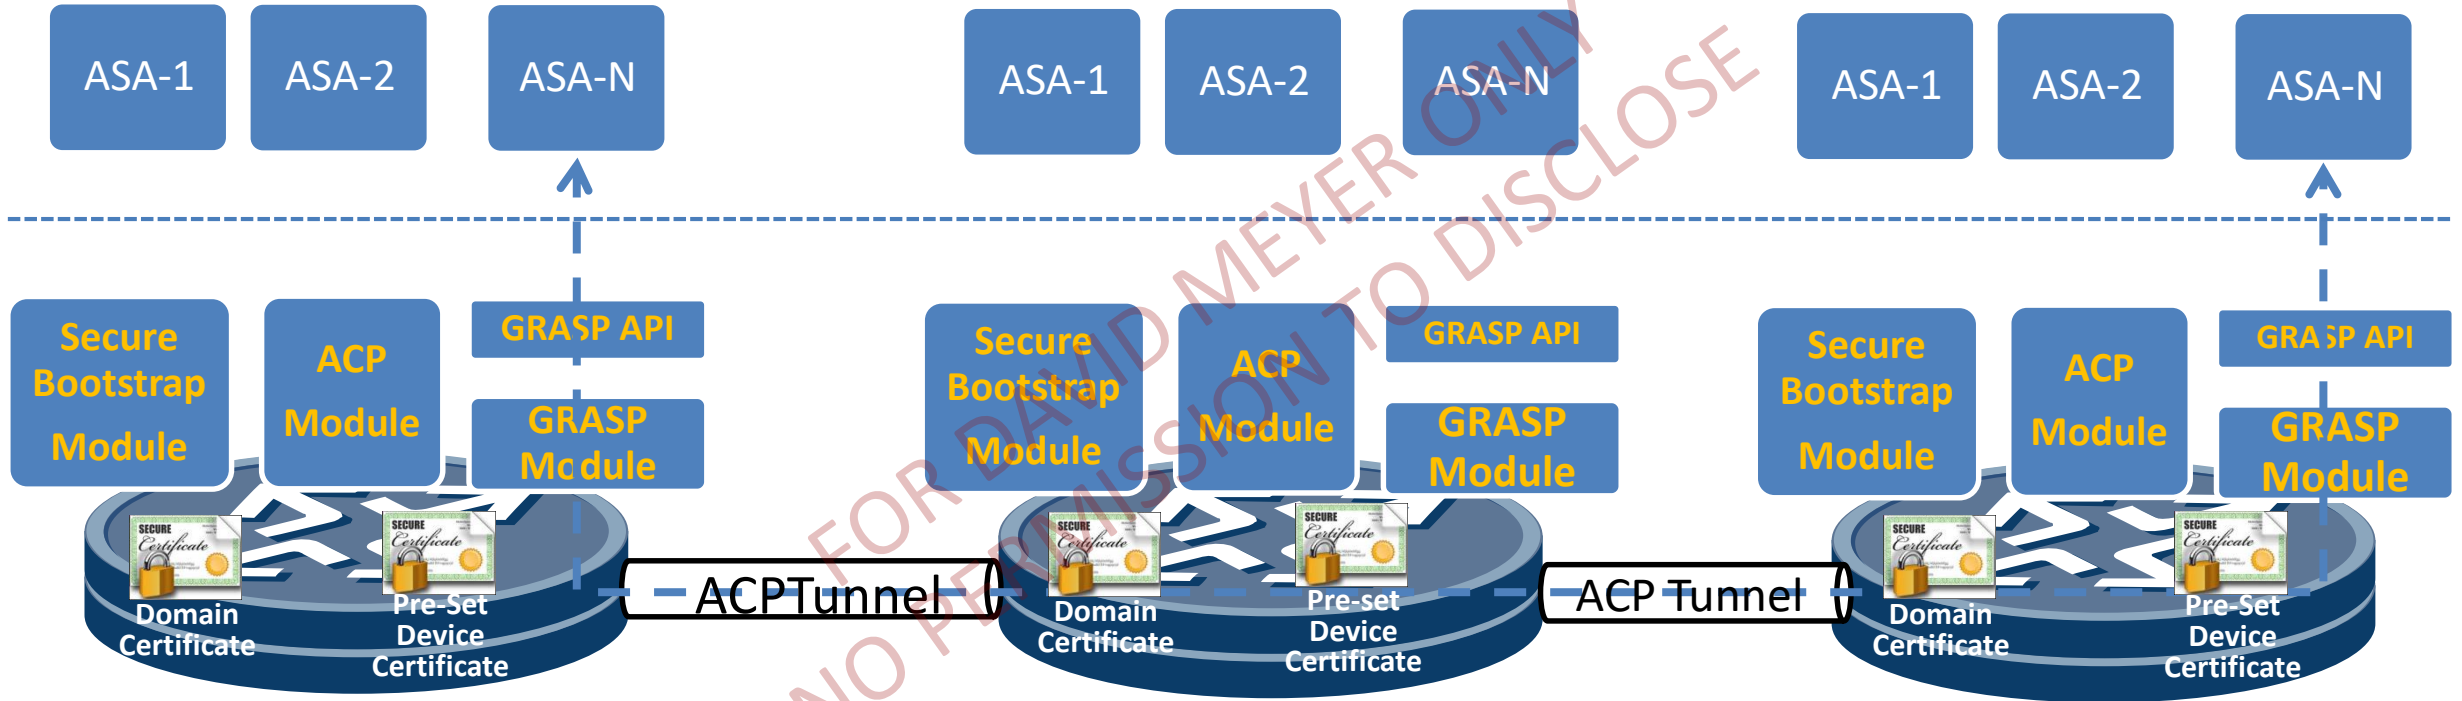 ASA-1
ASA-2
ASA-N
ASA-1
ASA-2
ASA-N
ASA-1
ASA-2
ASA-N
Secure
Bootstrap
Module
ACP
Module
GRASP API
GRASP
Module
Secure
Bootstrap
Module
ACP
Module
GRASP API
GRASP
Module
Secure
Bootstrap
Module
ACP
Module
GRASP API
GRASP
Module
SECURE
Certificate
Domain
Certificate
SECURE
Certificate
Pre-Set
Device
Certificate
ACPTunnel
SECURE
Certificate
Domain
Certificate
SECURE
Certificate
Pre-set
Device
Certificate
ACP Tunnel
SECURE
Certificate
Domain
Certificate
SECURE
Certificate
Pre-Set
Device
Certificate
FOR DAVID MEYER ONLY
NO PERMISSION TO DISCLOSE